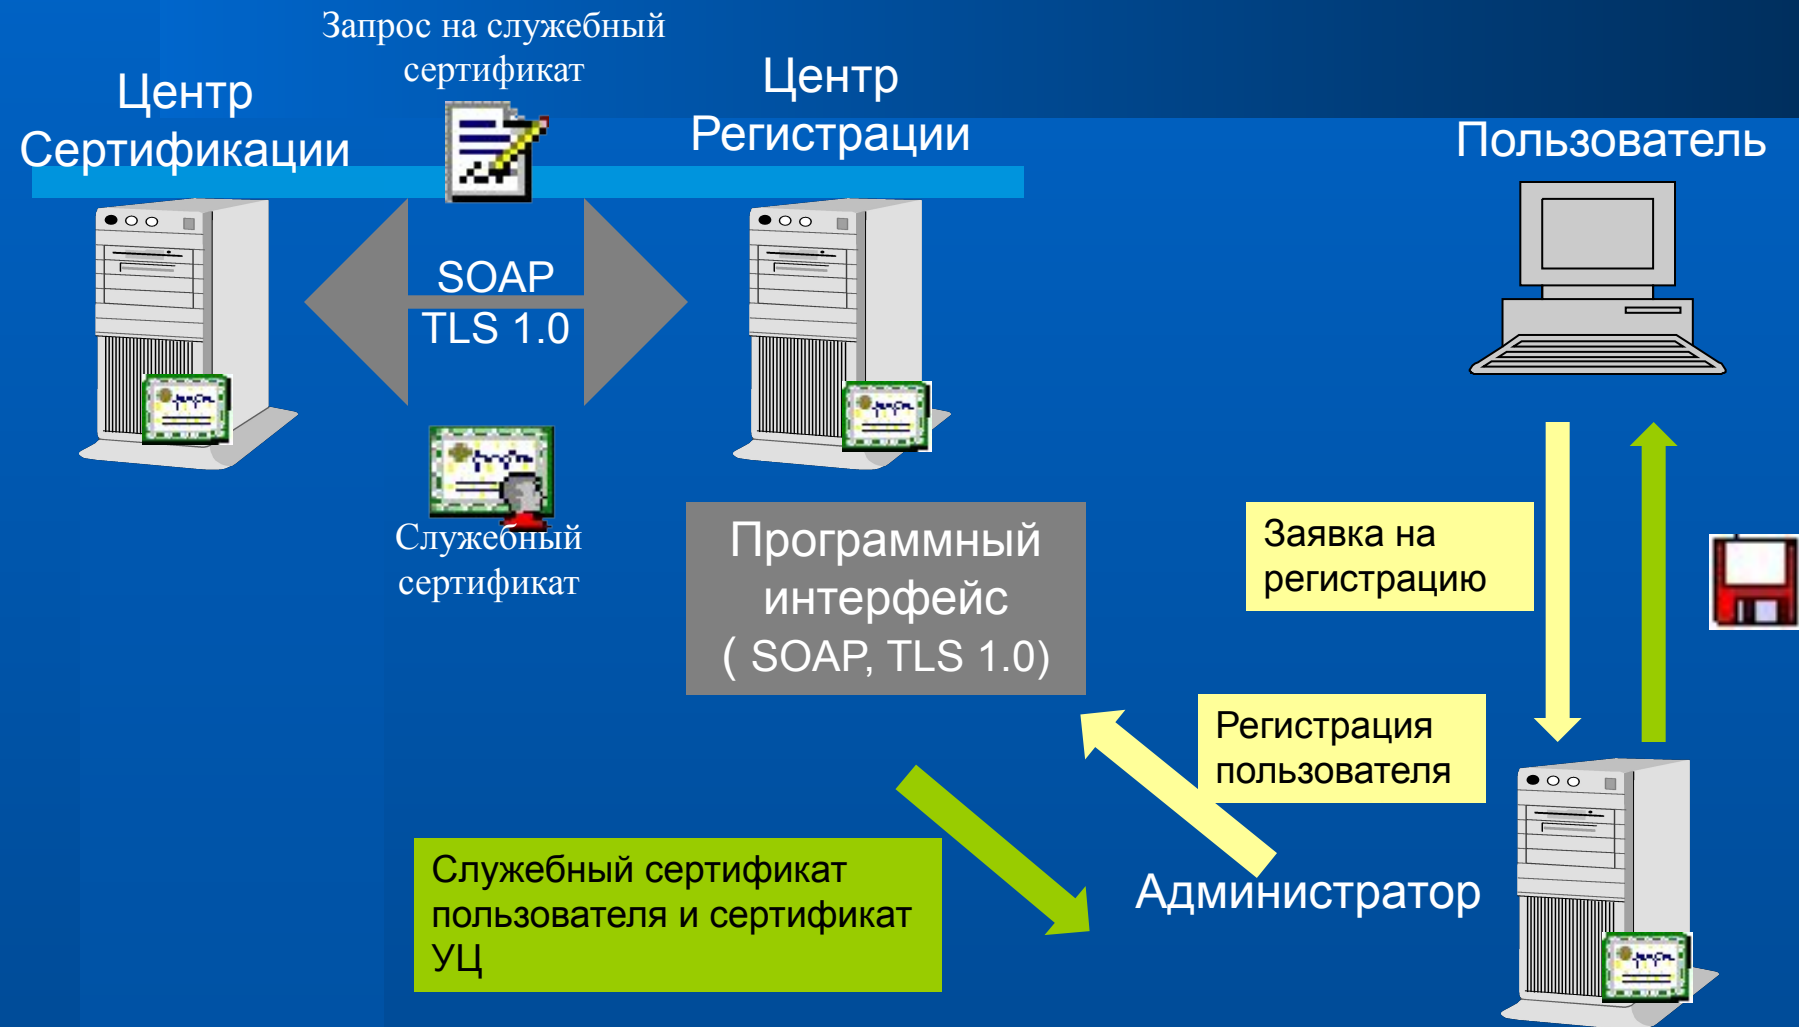 Запрос на служебный
сертификат
Центр
Сертификации
Центр
Регистрации
Пользователь
SOAP
TLS 1.0
Служебный
сертификат
Программный
интерфейс
( SOAP, TLS 1.0)
Заявка на
регистрацию
Регистрация
пользователя
Служебный сертификат
пользователя и сертификат
УЦ
Администратор